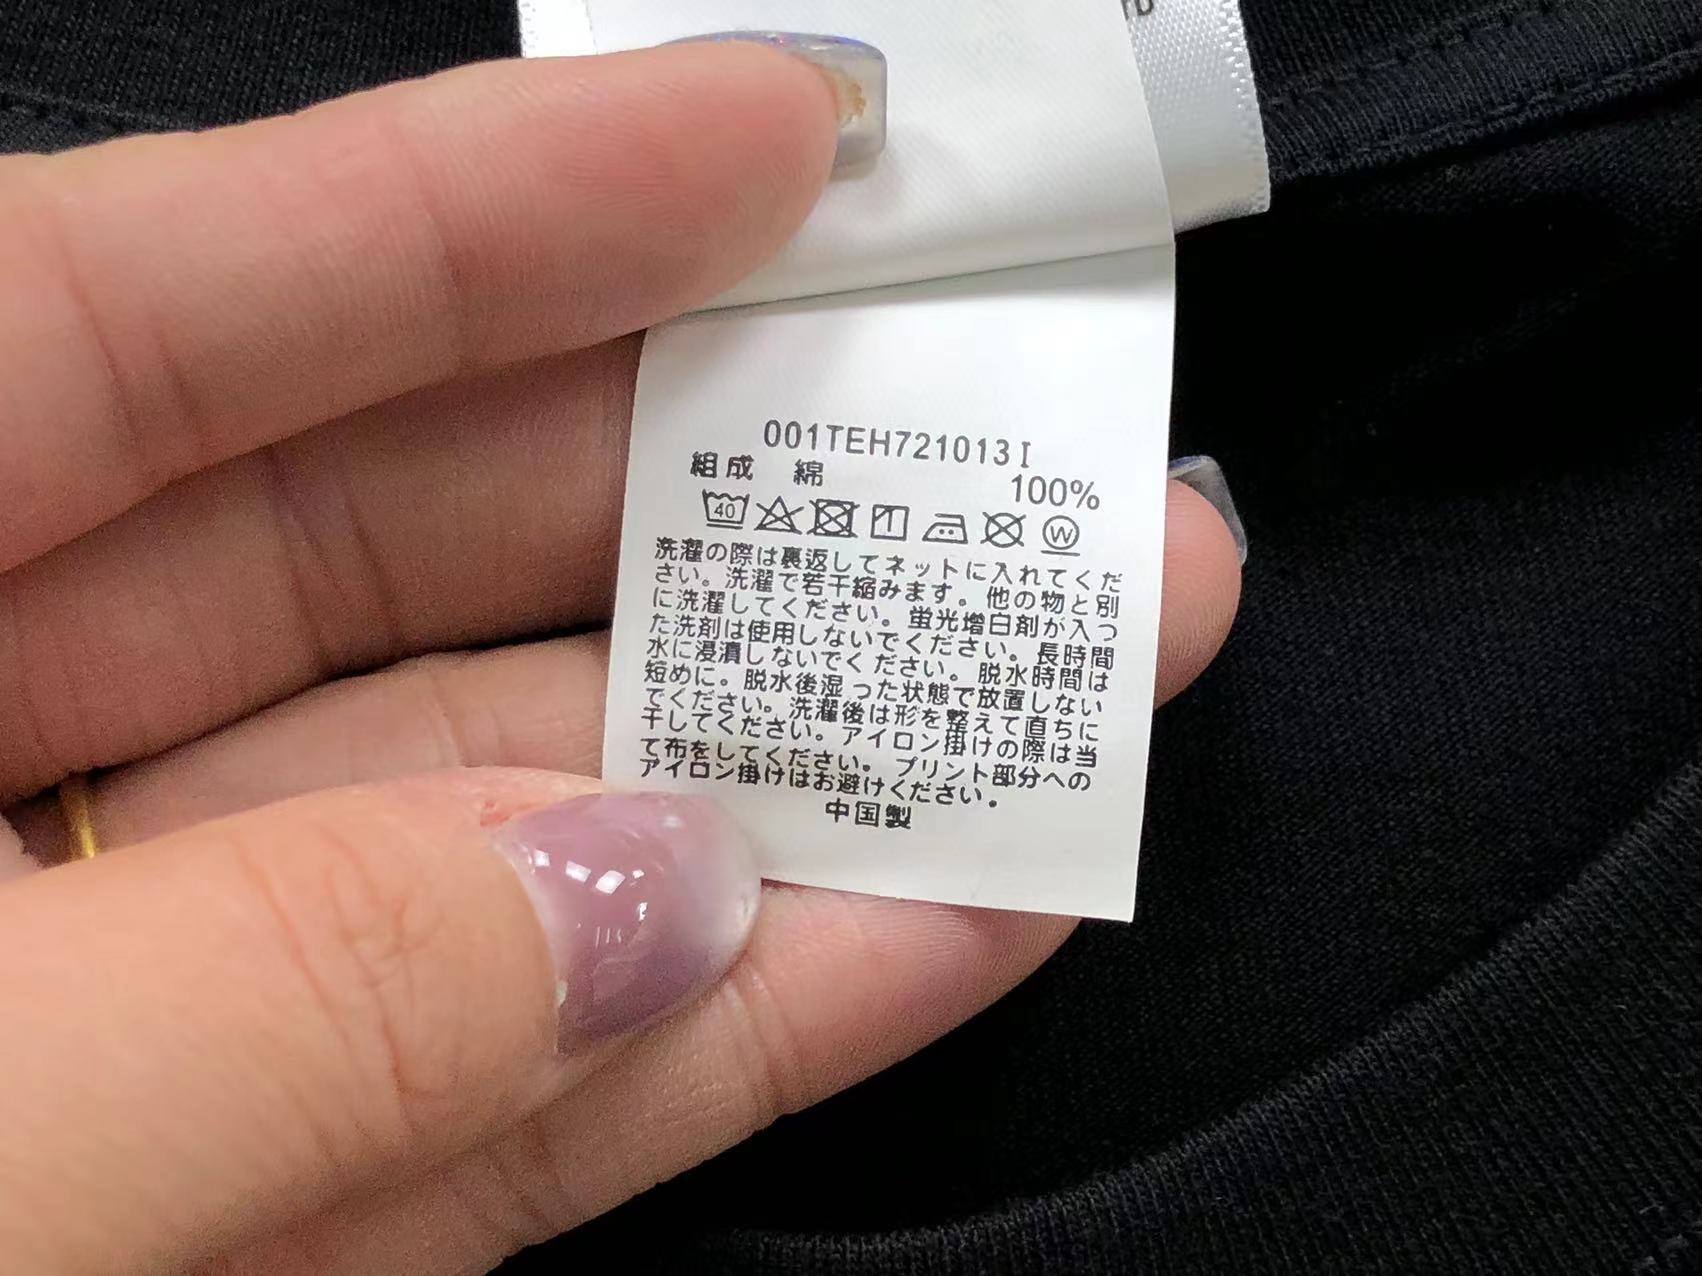 001TEH721013I
組成 綿 100%
40 W
洗濯の際は裏返してネットに入れてくだ
さい。洗濯で若干縮みます。他の物と別
に洗濯してください。蛍光増白剤が入つ
た洗剤は使用しないでください。長時間
水に浸漬しないでください。脱水時間は
短めに。脱水後湿った状態で放置しない
でください。洗濯後は形を整えて直ちに
干してください。アイロン掛けの際は当
て布をしてください。プリント部分への
アイロン掛けはお避けください。
中国製